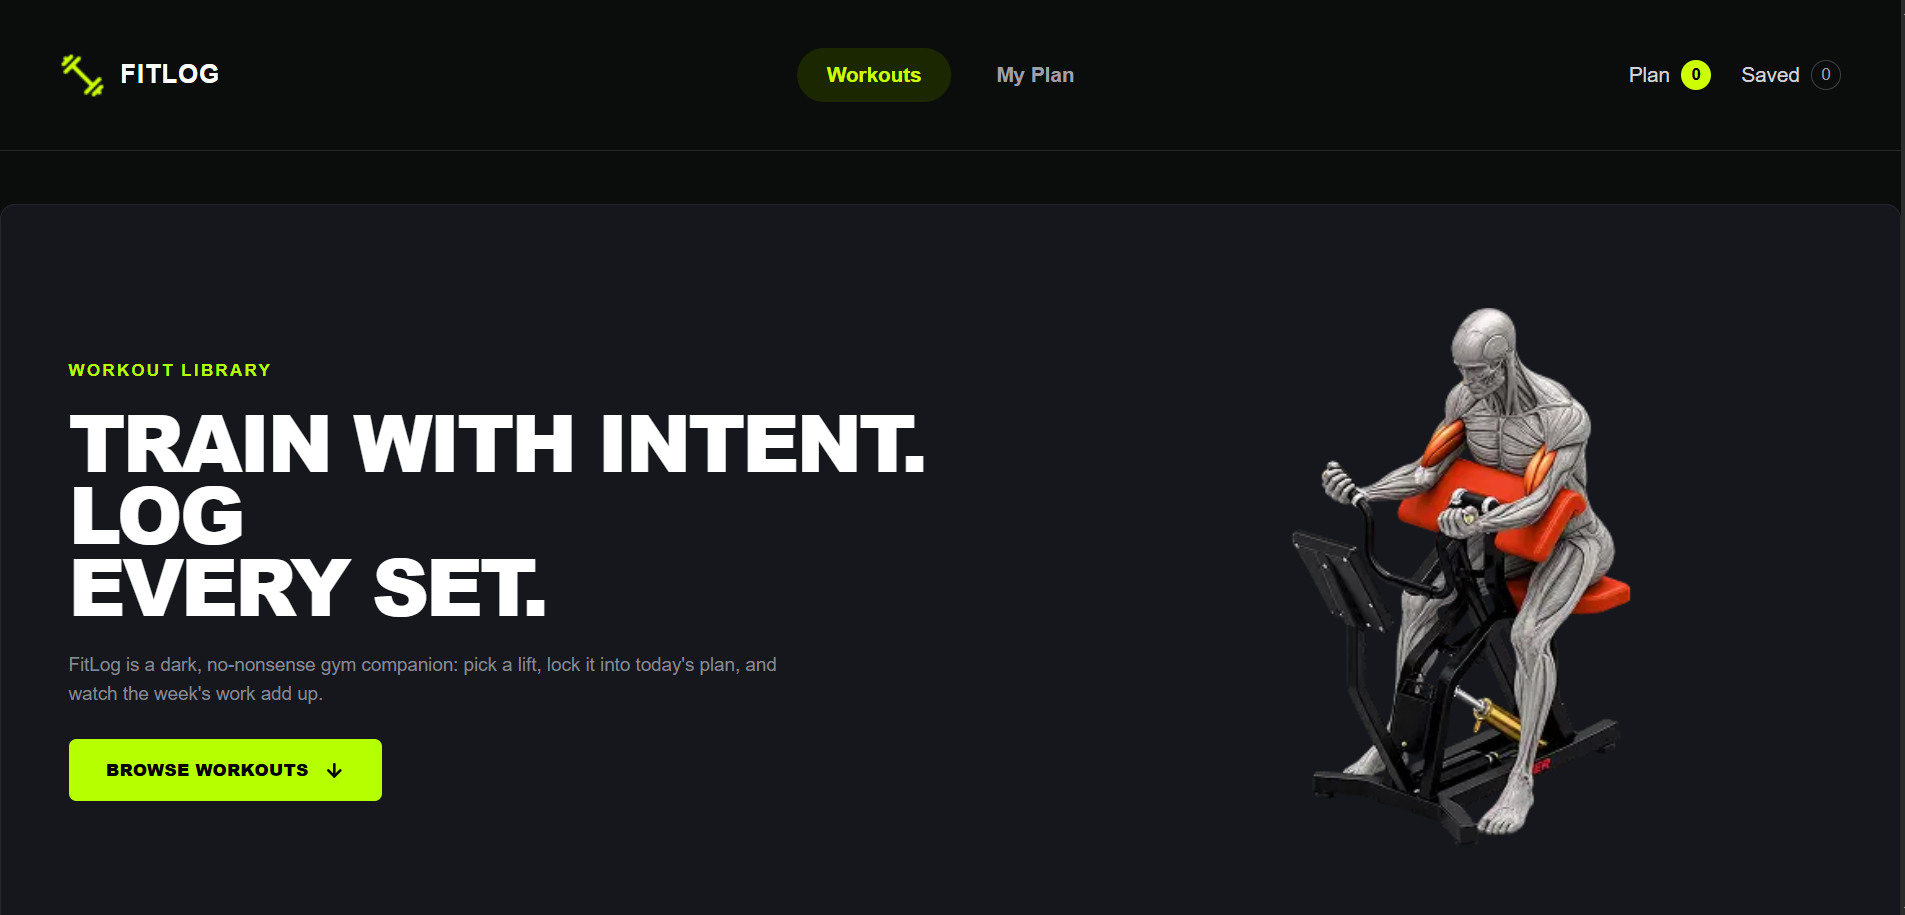 FITLOG
Workouts
My Plan
Plan 0
Saved 0
WORKOUT LIBRARY
TRAIN WITH INTENT.
LOG
EVERY SET.
FitLog is a dark, no-nonsense gym companion: pick a lift, lock it into today's plan, and
watch the week's work add up.
BROWSE WORKOUTS